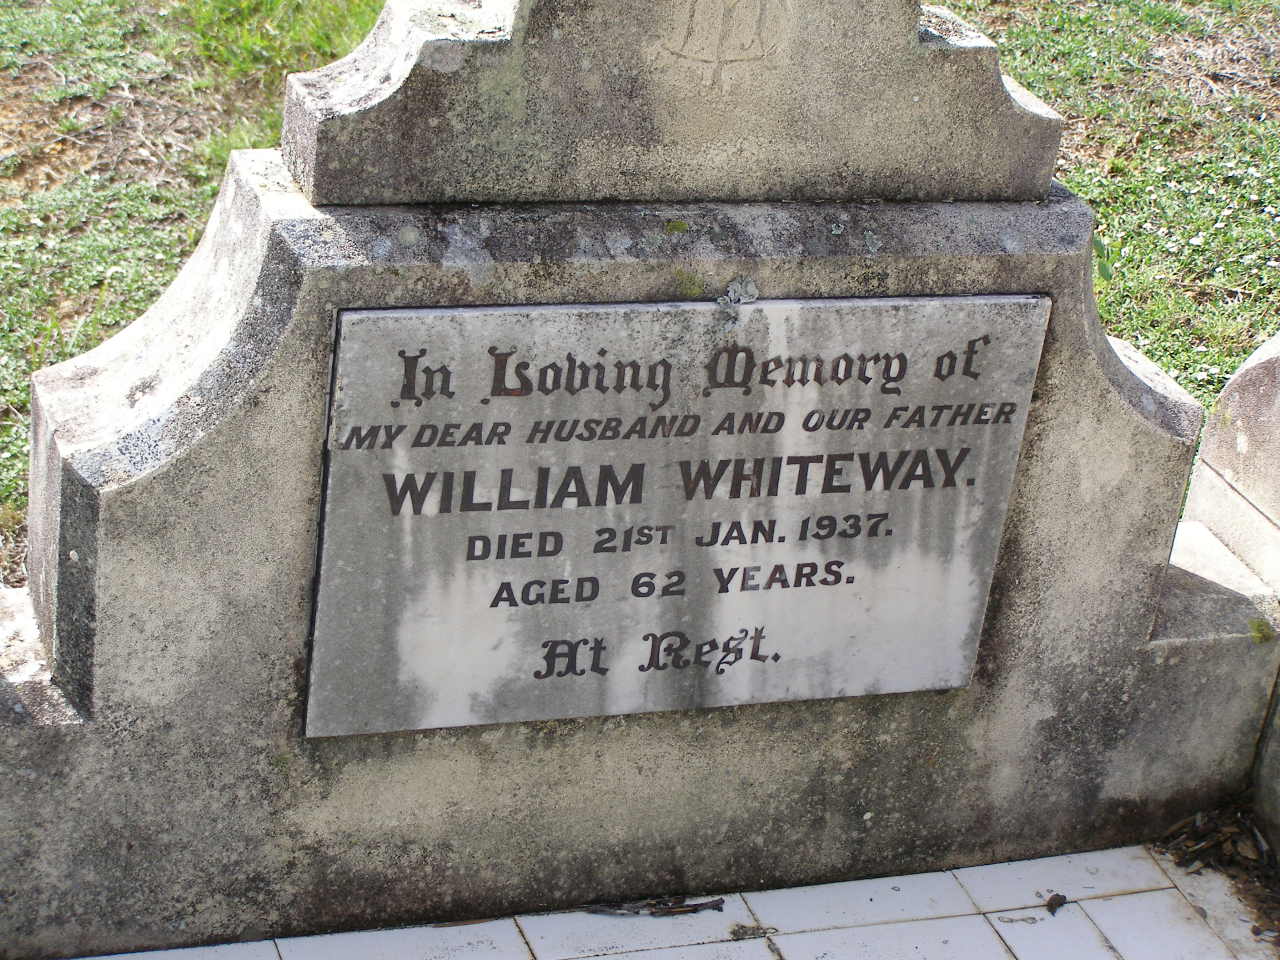 In Loving Memory of
MY DEAR HUSBAND AND OUR FATHER
WILLIAM WHITEWAY.
DIED 21ST JAN. 1937.
AGED 62 YEARS.
At Rest.